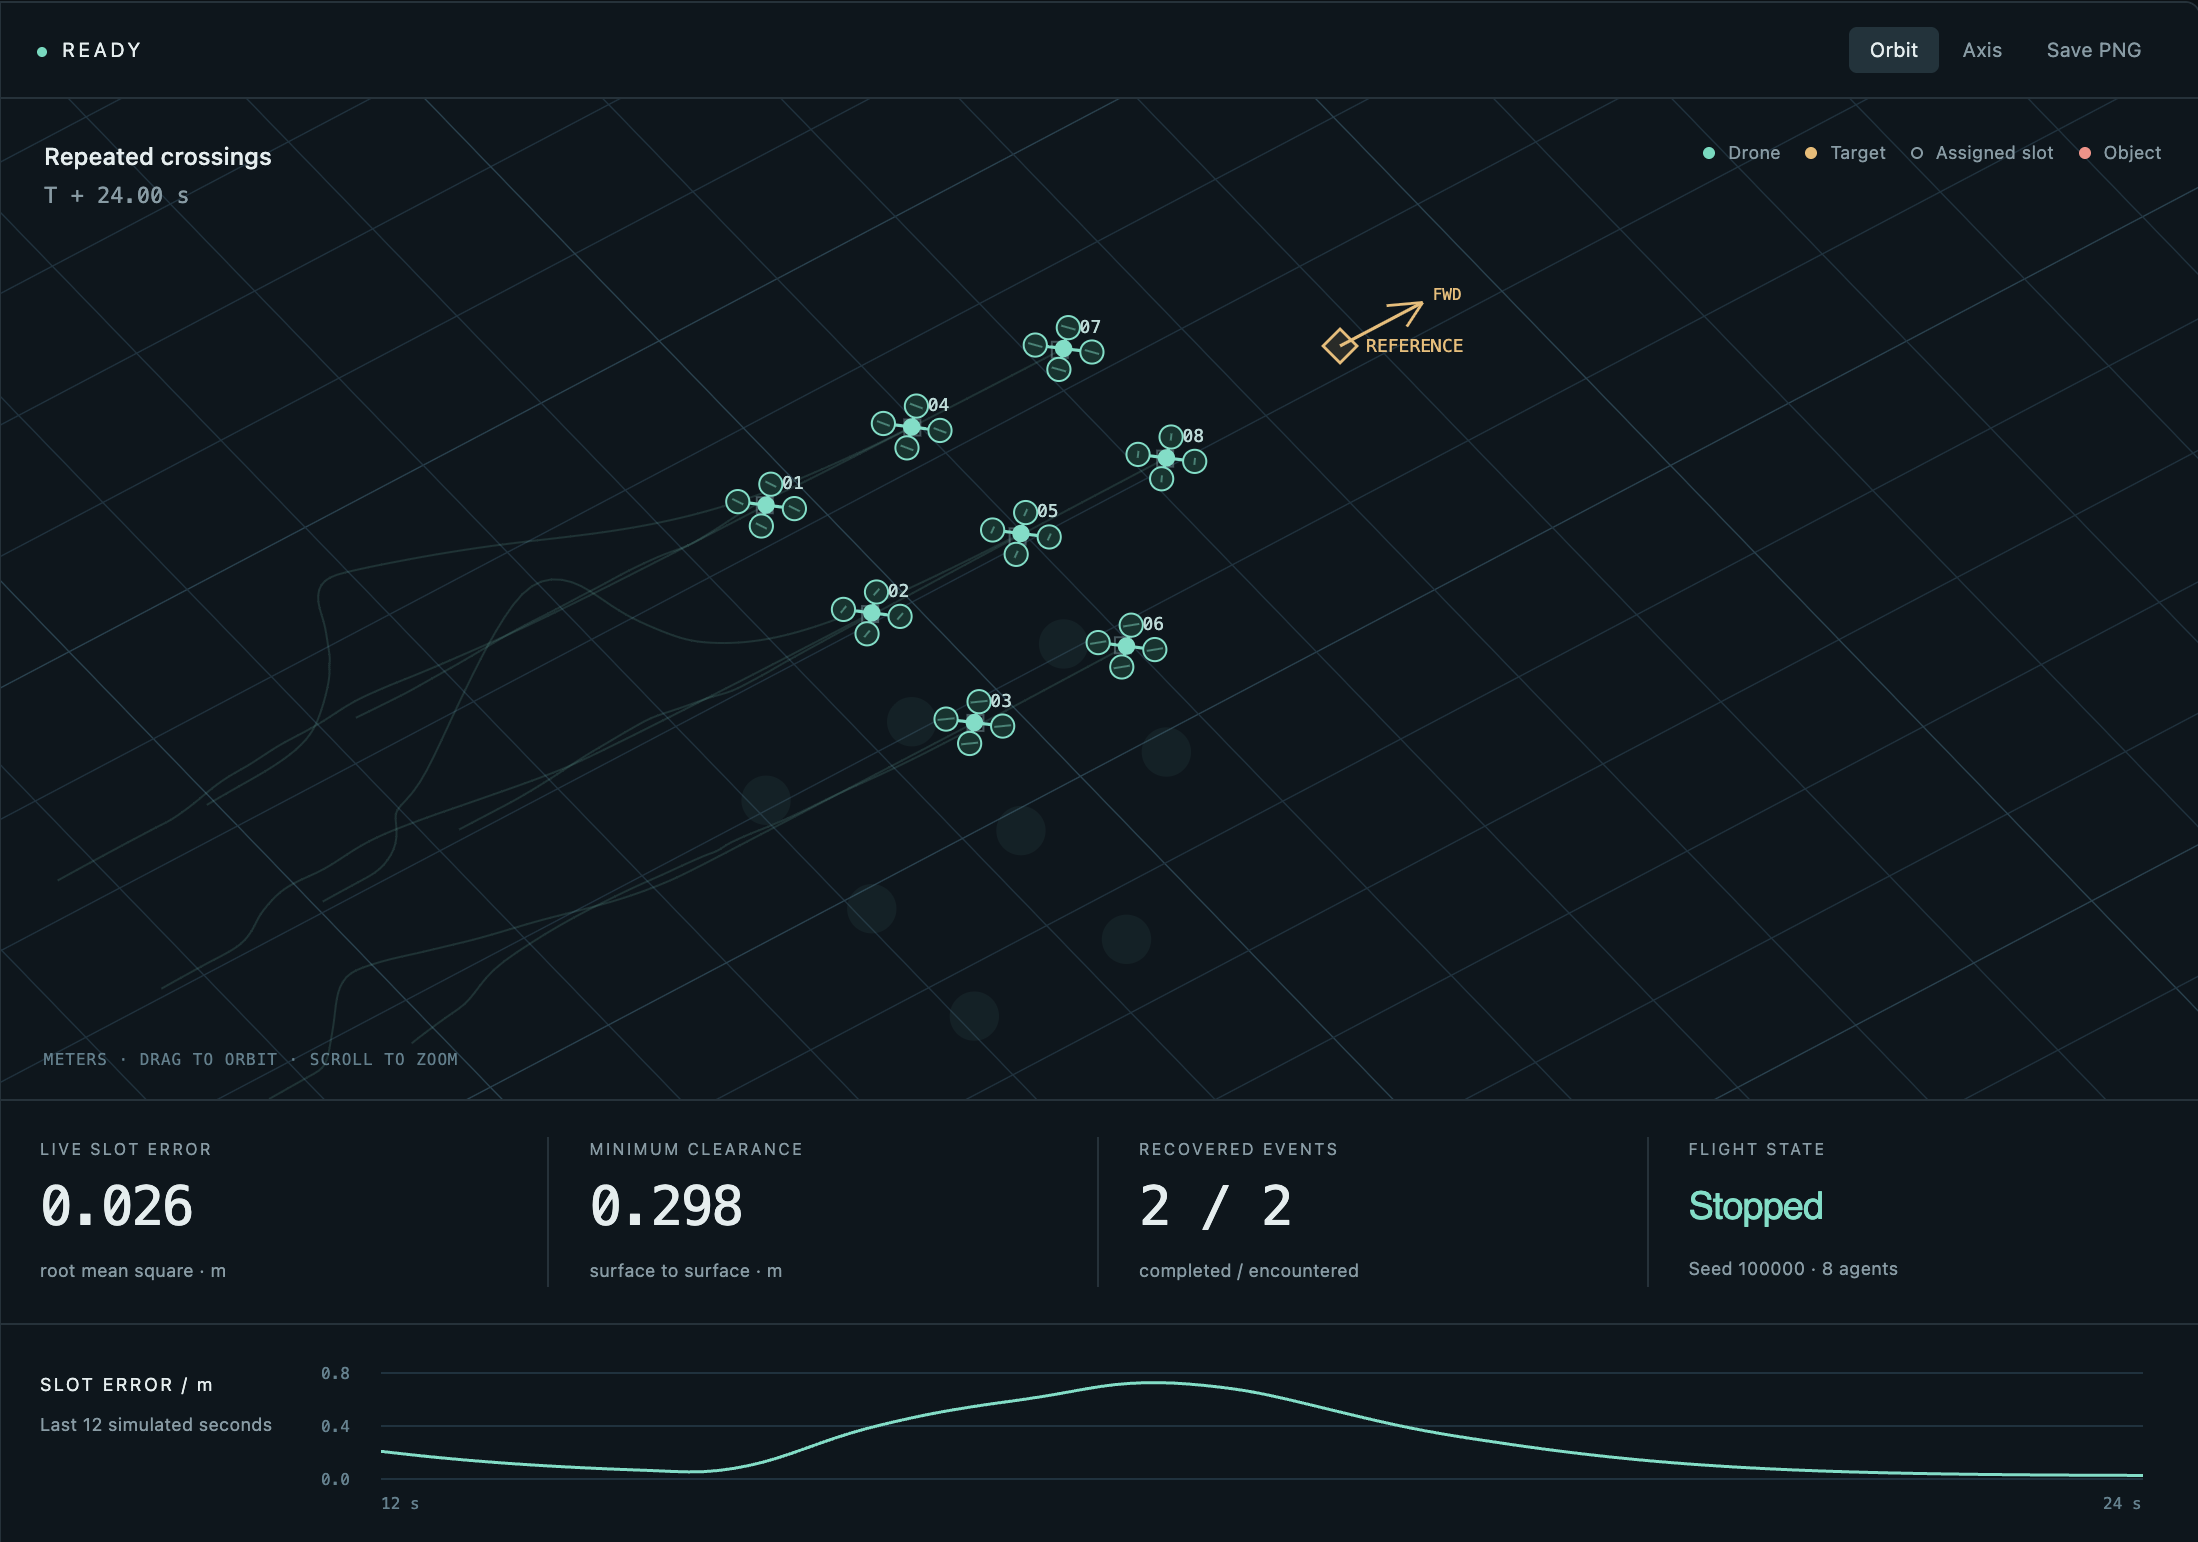 READY
Orbit Axis Save PNG
Repeated crossings
T + 24.00 s
Drone Target Assigned slot Object
FWD
REFERENCE
07
04
08
01
05
02
06
03
METERS · DRAG TO ORBIT · SCROLL TO ZOOM
LIVE SLOT ERROR
0.026
root mean square · m
MINIMUM CLEARANCE
0.298
surface to surface · m
RECOVERED EVENTS
2 / 2
completed / encountered
FLIGHT STATE
Stopped
Seed 100000 · 8 agents
SLOT ERROR / m
Last 12 simulated seconds
0.8
0.4
0.0
12 s
24 s